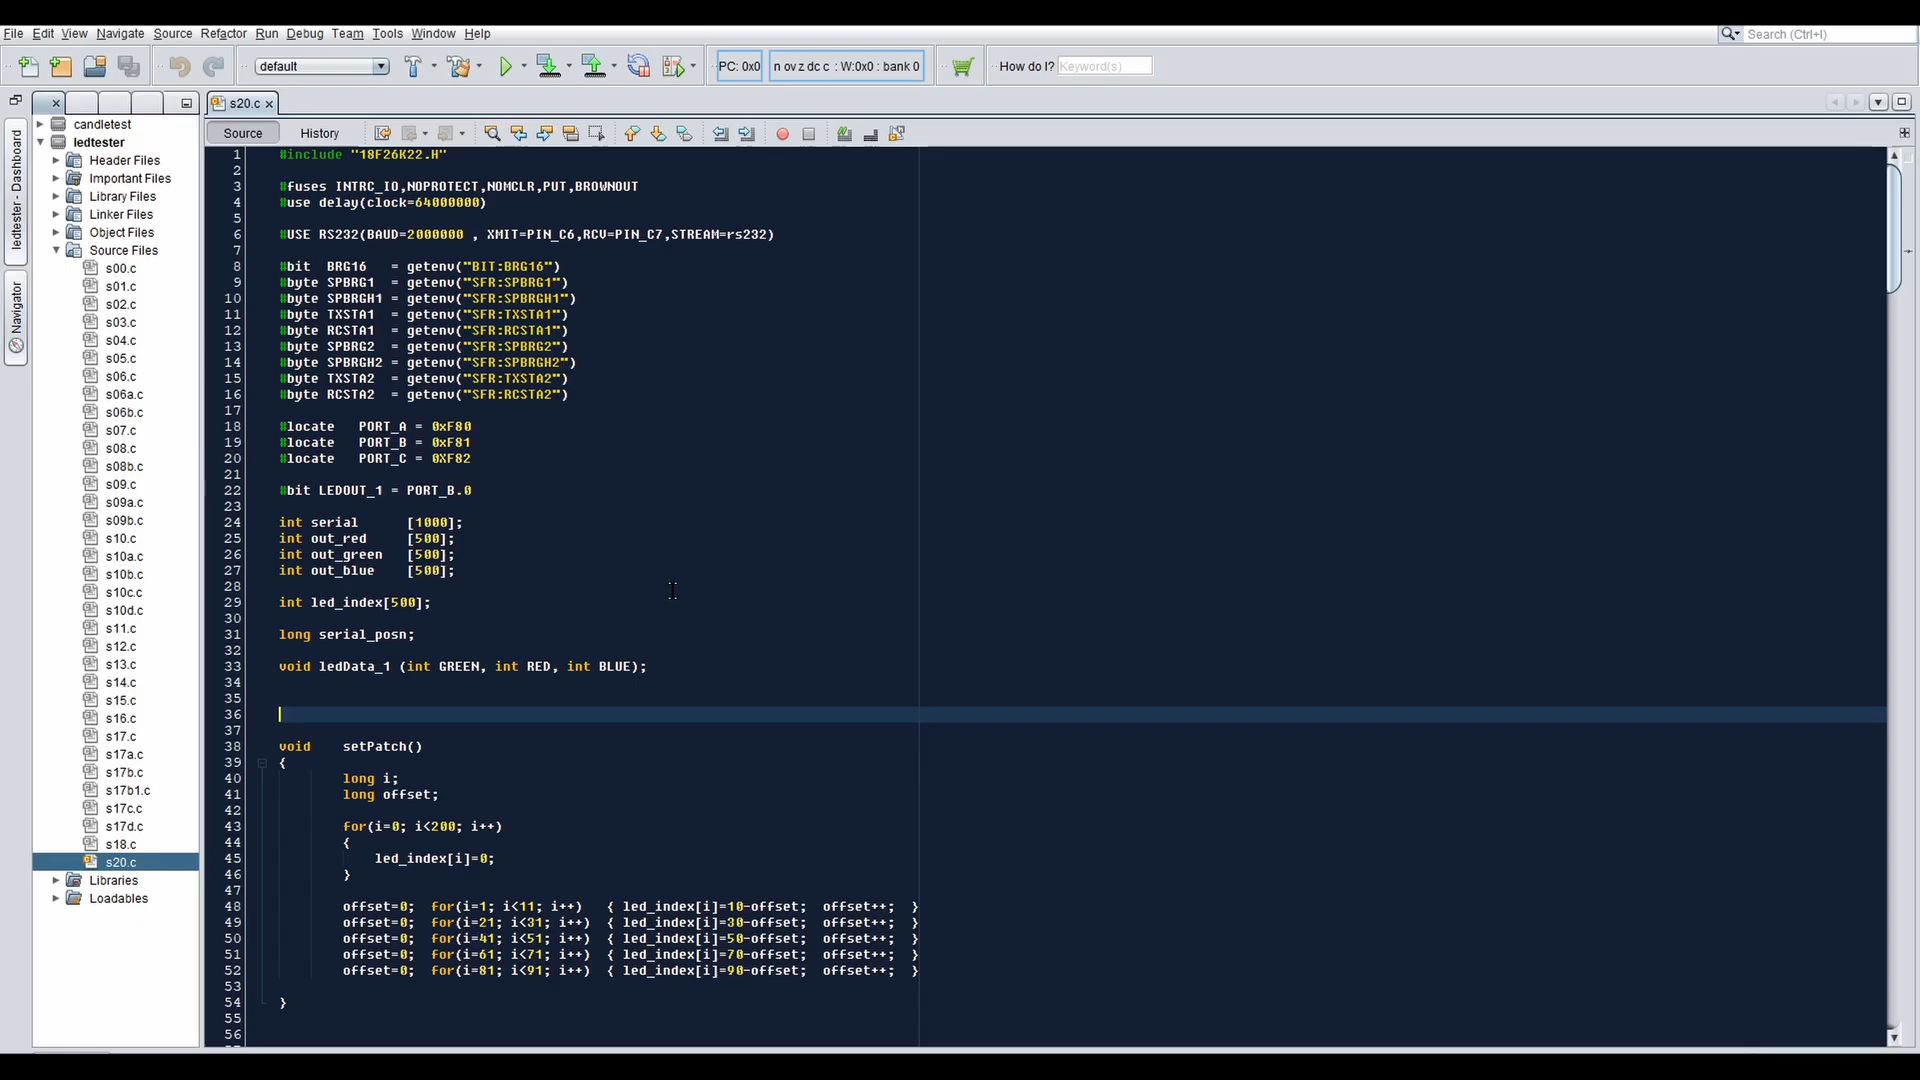 File Edit View Navigate Source Refactor Run Debug Team Tools Window Help
Search (Ctrl+I)
default
PC: 0x0
n ov z dc c : W:0x0 : bank 0
How do I? Keyword(s)
s20.c
Source History
ledtester - Dashboard
Navigator
candletest
ledtester
Header Files
Important Files
Library Files
Linker Files
Object Files
Source Files
s00.c
s01.c
s02.c
s03.c
s04.c
s05.c
s06.c
s06a.c
s06b.c
s07.c
s08.c
s08b.c
s09.c
s09a.c
s09b.c
s10.c
s10a.c
s10b.c
s10c.c
s10d.c
s11.c
s12.c
s13.c
s14.c
s15.c
s16.c
s17.c
s17a.c
s17b.c
s17b1.c
s17c.c
s17d.c
s18.c
s20.c
Libraries
Loadables
1 #include "18F26K22.H"
2
3 #fuses INTRC_IO,NOPROTECT,NOMCLR,PUT,BROWNOUT
4 #use delay(clock=64000000)
5
6 #USE RS232(BAUD=2000000 , XMIT=PIN_C6,RCV=PIN_C7,STREAM=rs232)
7
8 #bit  BRG16   = getenv("BIT:BRG16")
9 #byte SPBRG1  = getenv("SFR:SPBRG1")
10 #byte SPBRGH1 = getenv("SFR:SPBRGH1")
11 #byte TXSTA1  = getenv("SFR:TXSTA1")
12 #byte RCSTA1  = getenv("SFR:RCSTA1")
13 #byte SPBRG2  = getenv("SFR:SPBRG2")
14 #byte SPBRGH2 = getenv("SFR:SPBRGH2")
15 #byte TXSTA2  = getenv("SFR:TXSTA2")
16 #byte RCSTA2  = getenv("SFR:RCSTA2")
17
18 #locate   PORT_A = 0xF80
19 #locate   PORT_B = 0xF81
20 #locate   PORT_C = 0XF82
21
22 #bit LEDOUT_1 = PORT_B.0
23
24 int serial      [1000];
25 int out_red     [500];
26 int out_green   [500];
27 int out_blue    [500];
28
29 int led_index[500];
30
31 long serial_posn;
32
33 void ledData_1 (int GREEN, int RED, int BLUE);
34
35
36
37
38 void    setPatch()
39 {
40         long i;
41         long offset;
42
43         for(i=0; i<200; i++)
44         {
45             led_index[i]=0;
46         }
47
48         offset=0;  for(i=1; i<11; i++)   { led_index[i]=10-offset;  offset++;  }
49         offset=0;  for(i=21; i<31; i++)  { led_index[i]=30-offset;  offset++;  }
50         offset=0;  for(i=41; i<51; i++)  { led_index[i]=50-offset;  offset++;  }
51         offset=0;  for(i=61; i<71; i++)  { led_index[i]=70-offset;  offset++;  }
52         offset=0;  for(i=81; i<91; i++)  { led_index[i]=90-offset;  offset++;  }
53
54 }
55
56